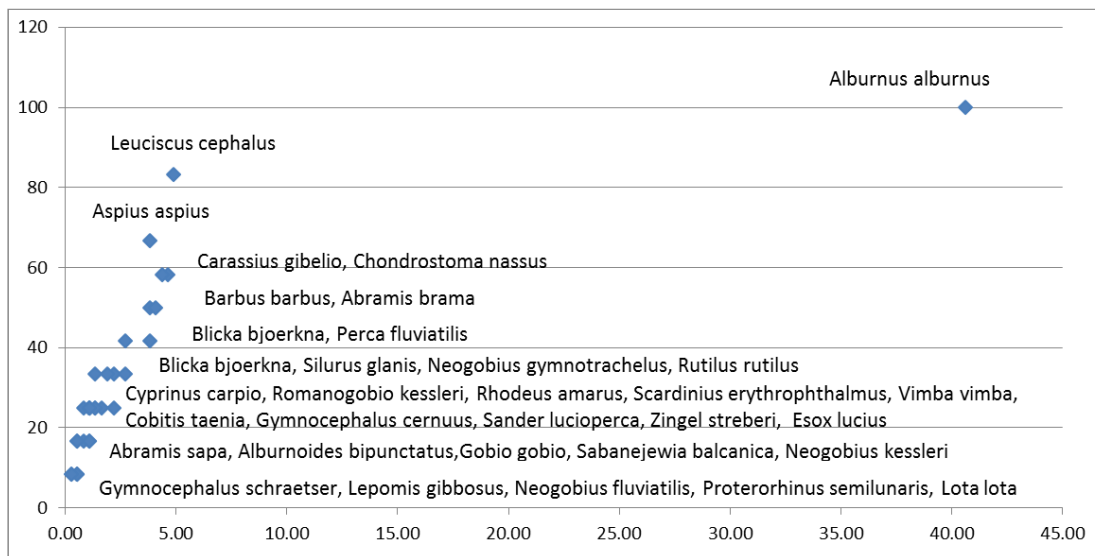 120
Alburnus alburnus
100
Leuciscus cephalus
80
Aspius aspius
60
Carassius gibelio, Chondrostoma nassus
Barbus barbus, Abramis brama
Blicka bjoerkna, Perca fluviatilis
40
Blicka bjoerkna, Silurus glanis, Neogobius gymnotrachelus, Rutilus rutilus
Cyprinus carpio, Romanogobio kessleri, Rhodeus amarus, Scardinius erythrophthalmus, Vimba vimba,
Cobitis taenia, Gymnocephalus cernuus, Sander lucioperca, Zingel streberi, Esox lucius
20
Abramis sapa, Alburnoides bipunctatus,Gobio gobio, Sabanejewia balcanica, Neogobius kessleri
Gymnocephalus schraetser, Lepomis gibbosus, Neogobius fluviatilis, Proterorhinus semilunaris, Lota lota
0
0.00 5.00 10.00 15.00 20.00 25.00 30.00 35.00 40.00 45.00